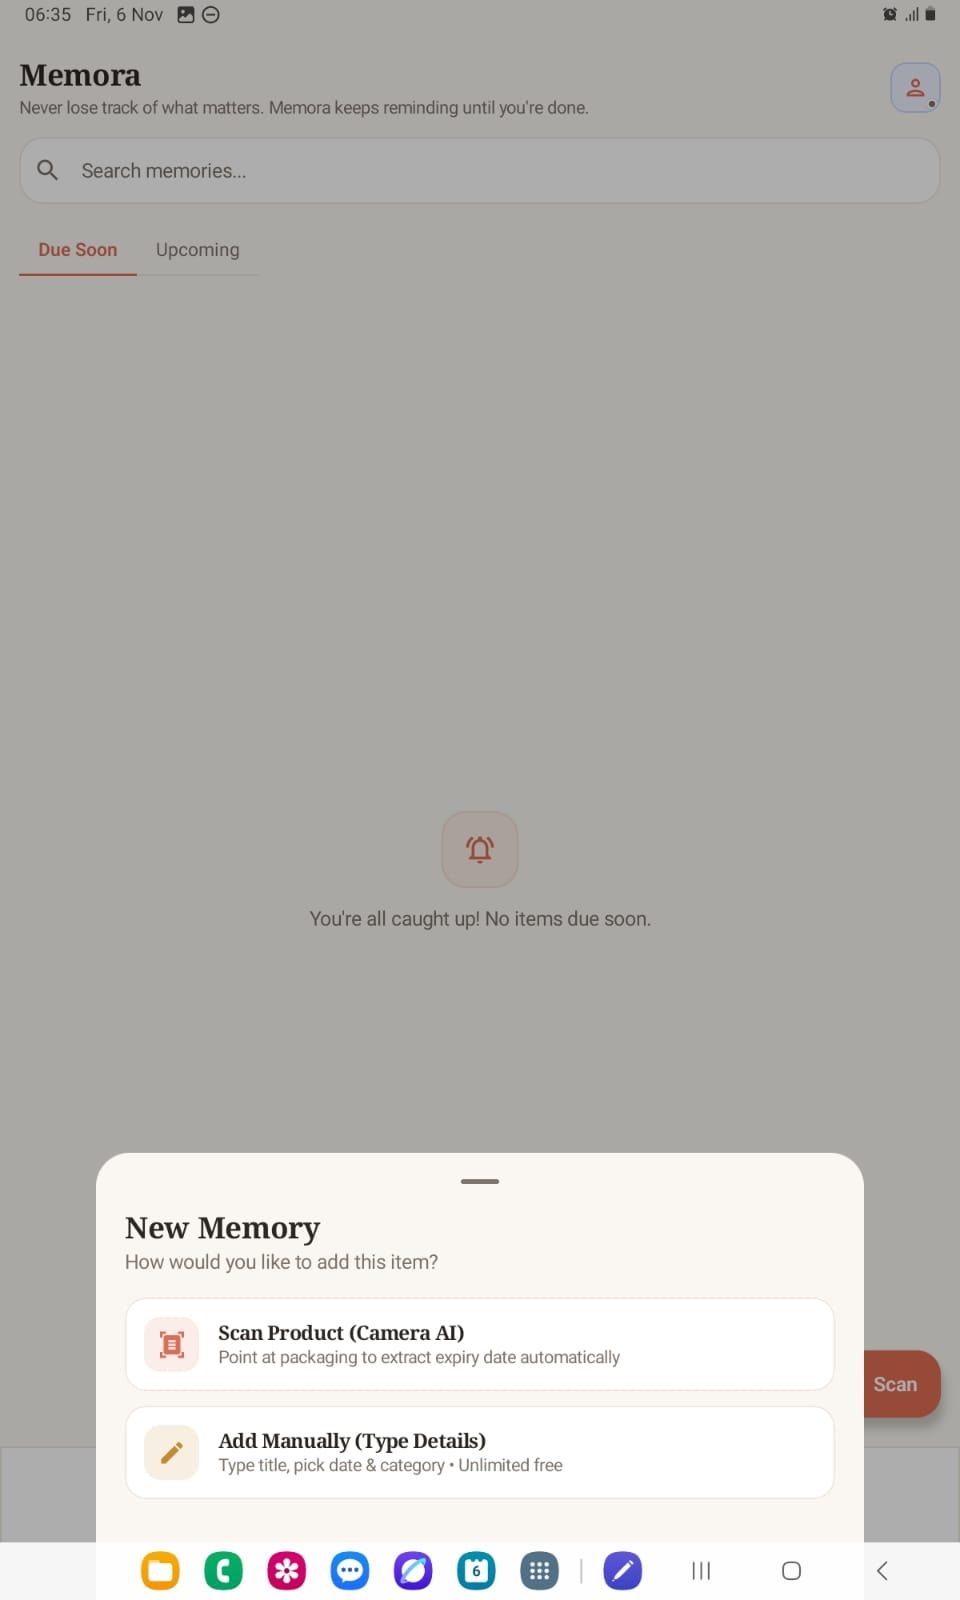 06:35 Fri, 6 Nov
Memora
Never lose track of what matters. Memora keeps reminding until you're done.
Search memories...
Due Soon Upcoming
You're all caught up! No items due soon.
New Memory
How would you like to add this item?
Scan Product (Camera AI)
Point at packaging to extract expiry date automatically
Scan
Add Manually (Type Details)
Type title, pick date & category • Unlimited free
6